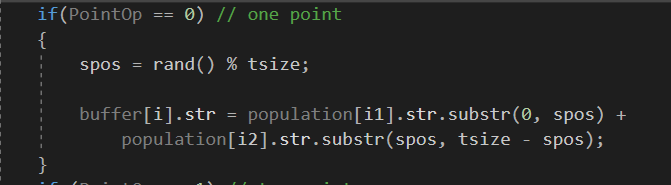 if(PointOp == 0) // one point
{
spos = rand() % tsize;
buffer[i].str = population[i1].str.substr(0, spos) +
population[i2].str.substr(spos, tsize - spos);
}